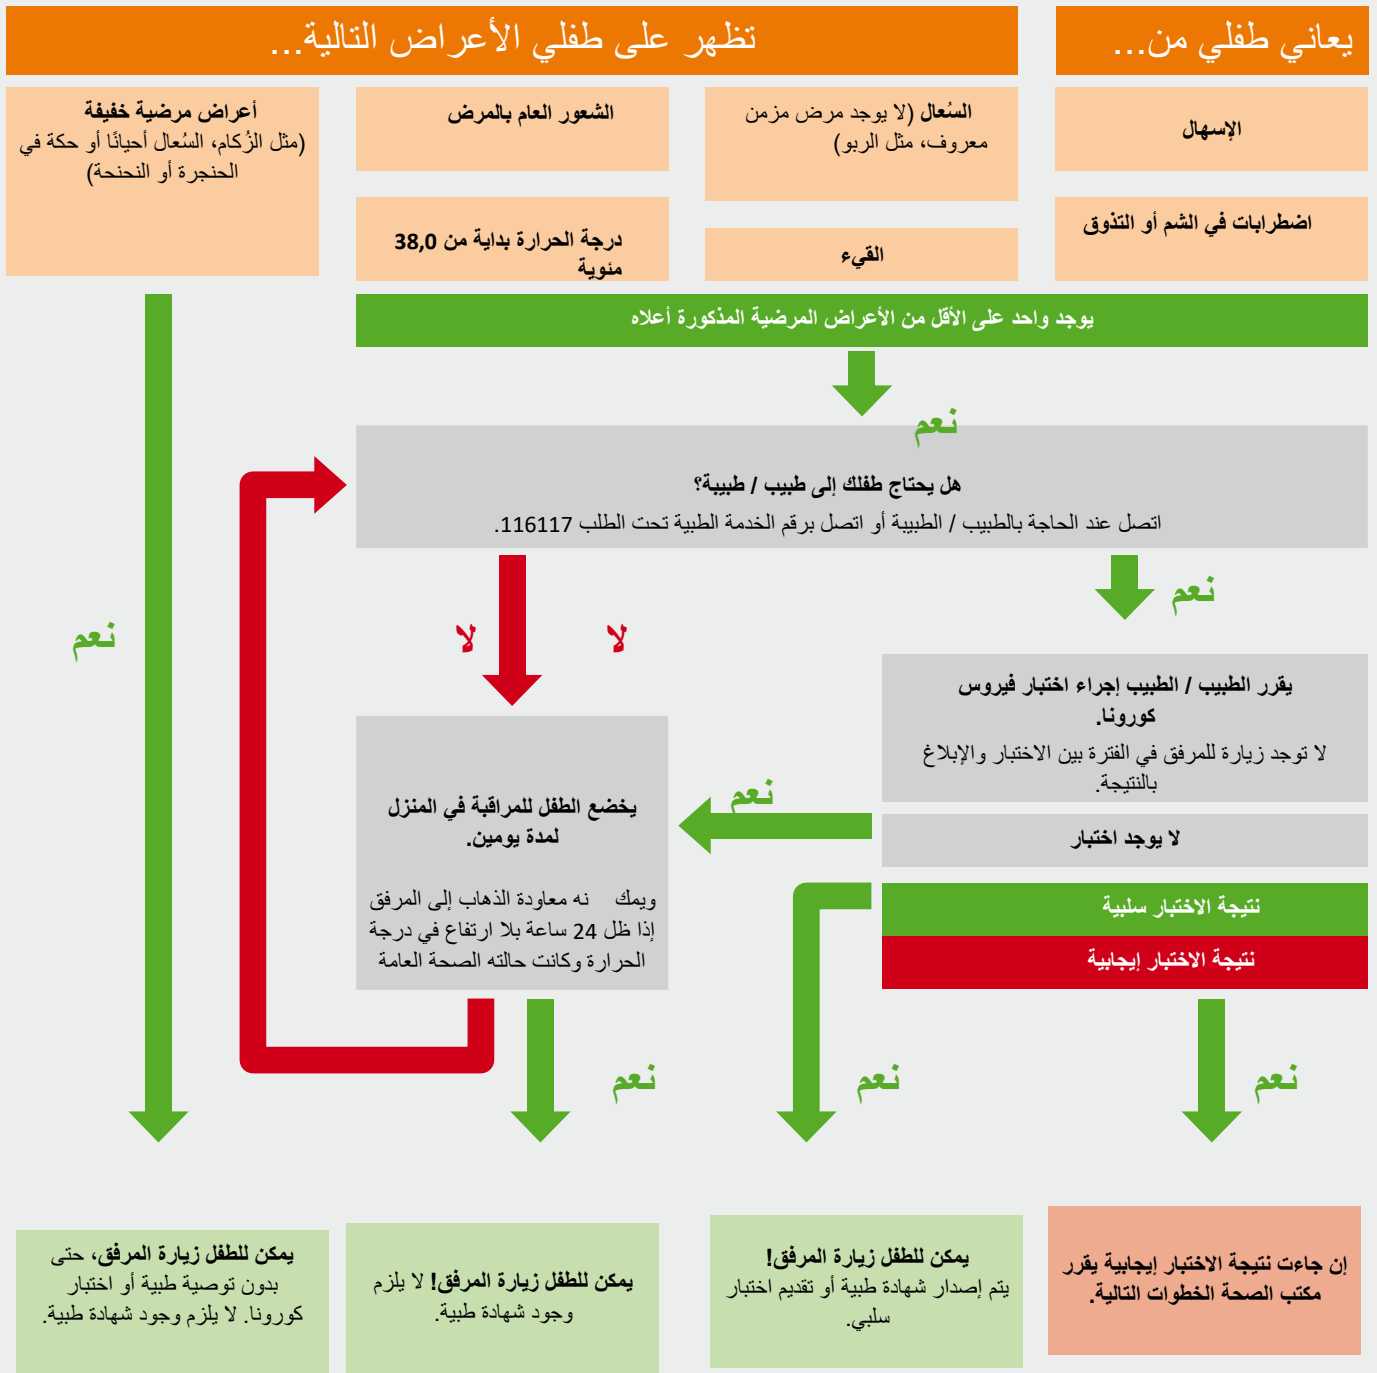 يعاني طفلي من...
تظهر على طفلي الأعراض التالية...
الإسهال
السُعال (لا يوجد مرض مزمن
معروف، مثل الربو)
الشعور العام بالمرض
أعراض مرضية خفيفة
(مثل الزُكام، السُعال أحيانًا أو حكة في
الحنجرة أو النحنحة)
اضطرابات في الشم أو التذوق
القيء
درجة الحرارة بداية من 38,0
مئوية
يوجد واحد على الأقل من الأعراض المرضية المذكورة أعلاه
نعم
هل يحتاج طفلك إلى طبيب / طبيبة؟
اتصل عند الحاجة بالطبيب / الطبيبة أو اتصل برقم الخدمة الطبية تحت الطلب 116117.
نعم
لا
لا
نعم
يقرر الطبيب / الطبيب إجراء اختبار فيروس
كورونا.
لا توجد زيارة للمرفق في الفترة بين الاختبار والإبلاغ
بالنتيجة.
نعم
لا يوجد اختبار
يخضع الطفل للمراقبة في المنزل
لمدة يومين.
ويمك نه معاودة الذهاب إلى المرفق
إذا ظل 24 ساعة بلا ارتفاع في درجة
الحرارة وكانت حالته الصحة العامة
نتيجة الاختبار سلبية
نتيجة الاختبار إيجابية
نعم
نعم
نعم
إن جاءت نتيجة الاختبار إيجابية يقرر
مكتب الصحة الخطوات التالية.
يمكن للطفل زيارة المرفق!
يتم إصدار شهادة طبية أو تقديم اختبار
سلبي.
يمكن للطفل زيارة المرفق! لا يلزم
وجود شهادة طبية.
يمكن للطفل زيارة المرفق، حتى
بدون توصية طبية أو اختبار
كورونا. لا يلزم وجود شهادة طبية.